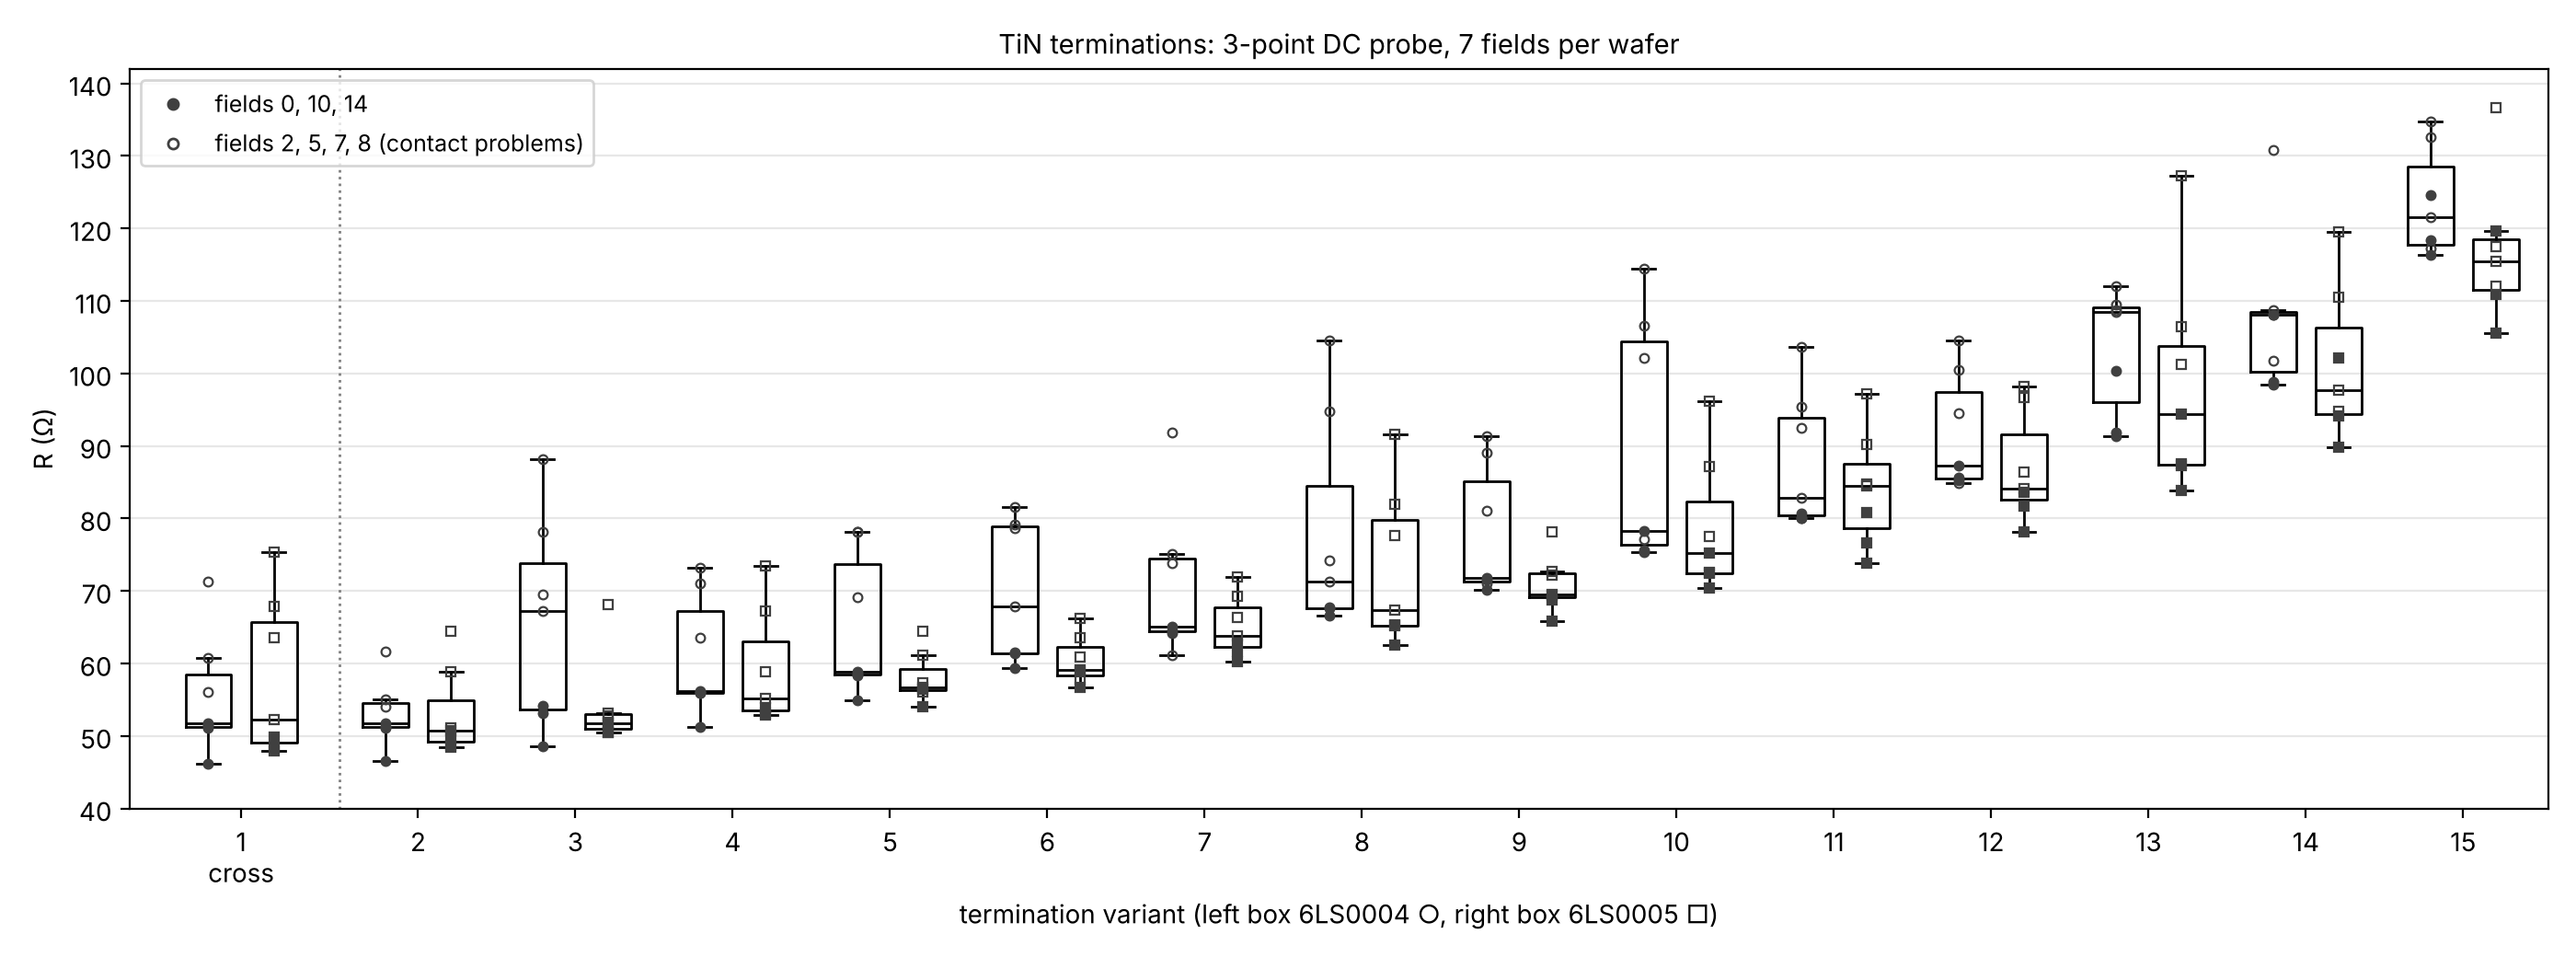 TiN terminations: 3-point DC probe, 7 fields per wafer
fields 0, 10, 14
fields 2, 5, 7, 8 (contact problems)
R (Ω)
140
130
120
110
100
90
80
70
60
50
40
1 2 3 4 5 6 7 8 9 10 11 12 13 14 15
cross
termination variant (left box 6LS0004 ○, right box 6LS0005 □)